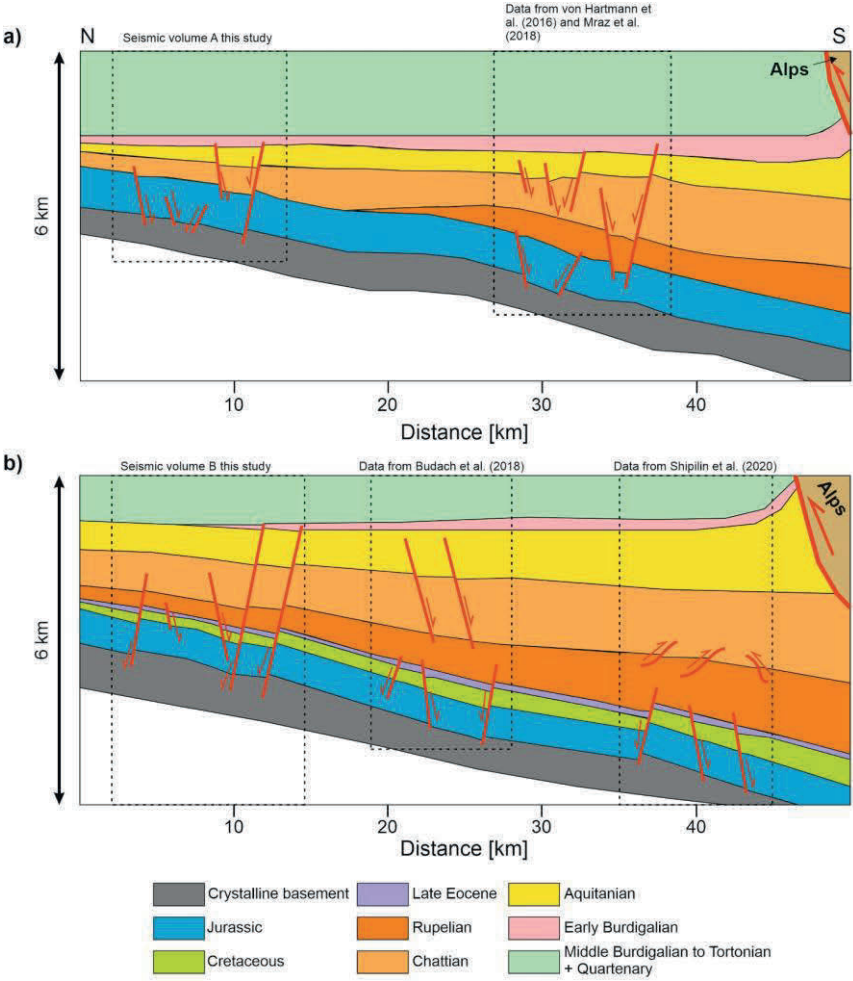 a)
N
Seismic volume A this study
Data from von Hartmann et
al. (2016) and Mraz et al.
(2018)
S
Alps
6 km
10
20
30
40
Distance [km]
b)
Seismic volume B this study
Data from Budach et al. (2018)
Data from Shipilin et al. (2020)
Alps
6 km
10
20
30
40
Distance [km]
Crystalline basement
Late Eocene
Aquitanian
Jurassic
Rupelian
Early Burdigalian
Cretaceous
Chattian
Middle Burdigalian to Tortonian
+ Quartenary